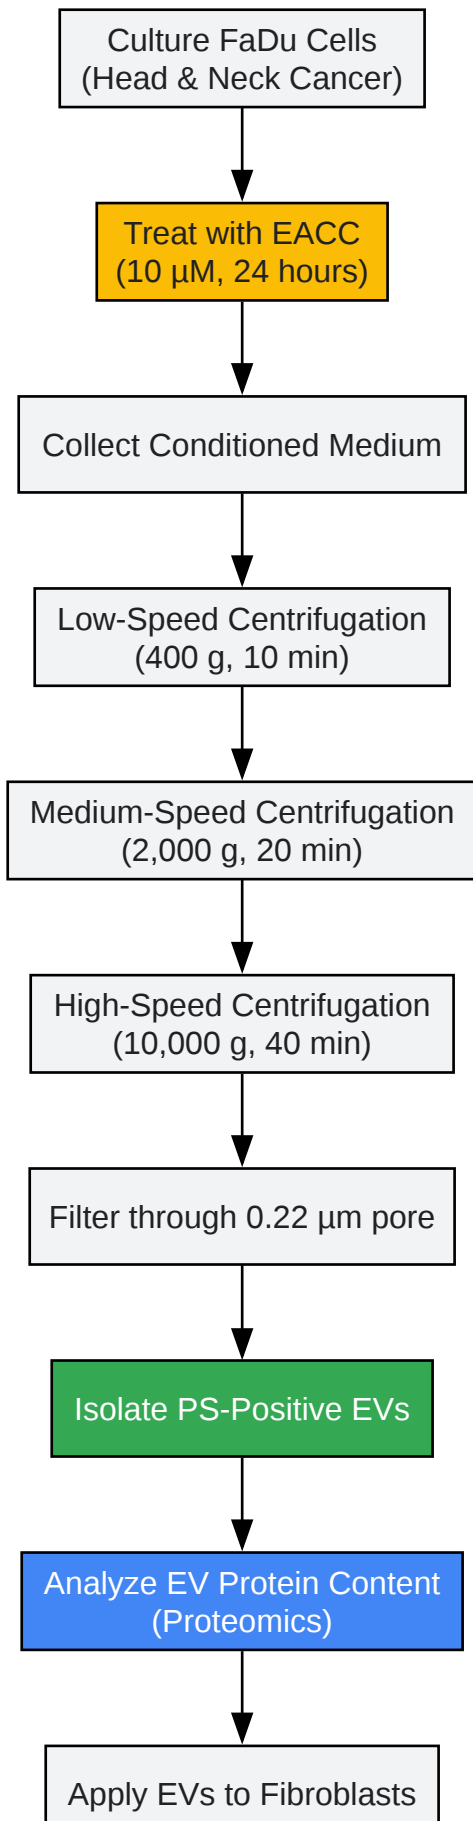 Culture FaDu Cells
(Head & Neck Cancer)
Treat with EACC
(10 µM, 24 hours)
Collect Conditioned Medium
Low-Speed Centrifugation
(400 g, 10 min)
Medium-Speed Centrifugation
(2,000 g, 20 min)
High-Speed Centrifugation
(10,000 g, 40 min)
Filter through 0.22 µm pore
Isolate PS-Positive EVs
Analyze EV Protein Content
(Proteomics)
Apply EVs to Fibroblasts